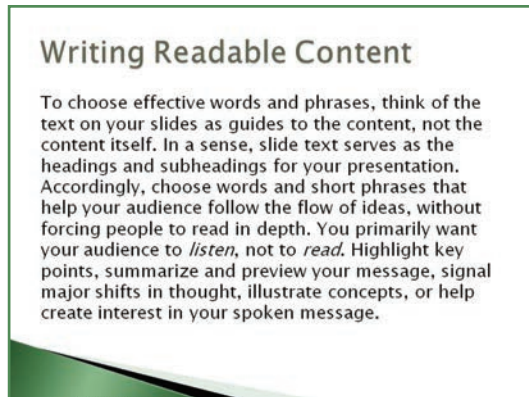 Writing Readable Content
To choose effective words and phrases, think of the
text on your slides as guides to the content, not the
content itself. In a sense, slide text serves as the
headings and subheadings for your presentation.
Accordingly, choose words and short phrases that
help your audience follow the flow of ideas, without
forcing people to read in depth. You primarily want
your audience to listen, not to read. Highlight key
points, summarize and preview your message, signal
major shifts in thought, illustrate concepts, or help
create interest in your spoken message.